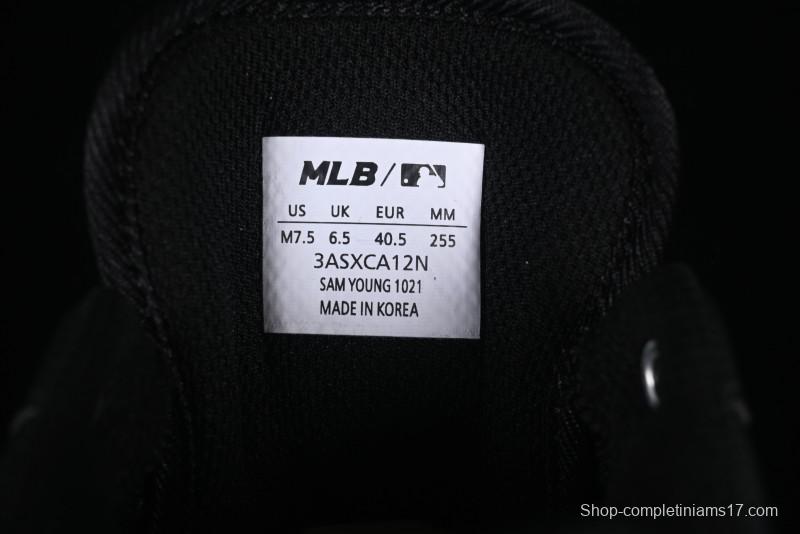 MLB /
US UK EUR MM
M7.5 6.5 40.5 255
3ASXCA12N
SAM YOUNG 1021
MADE IN KOREA
Shop-completiniams17.com